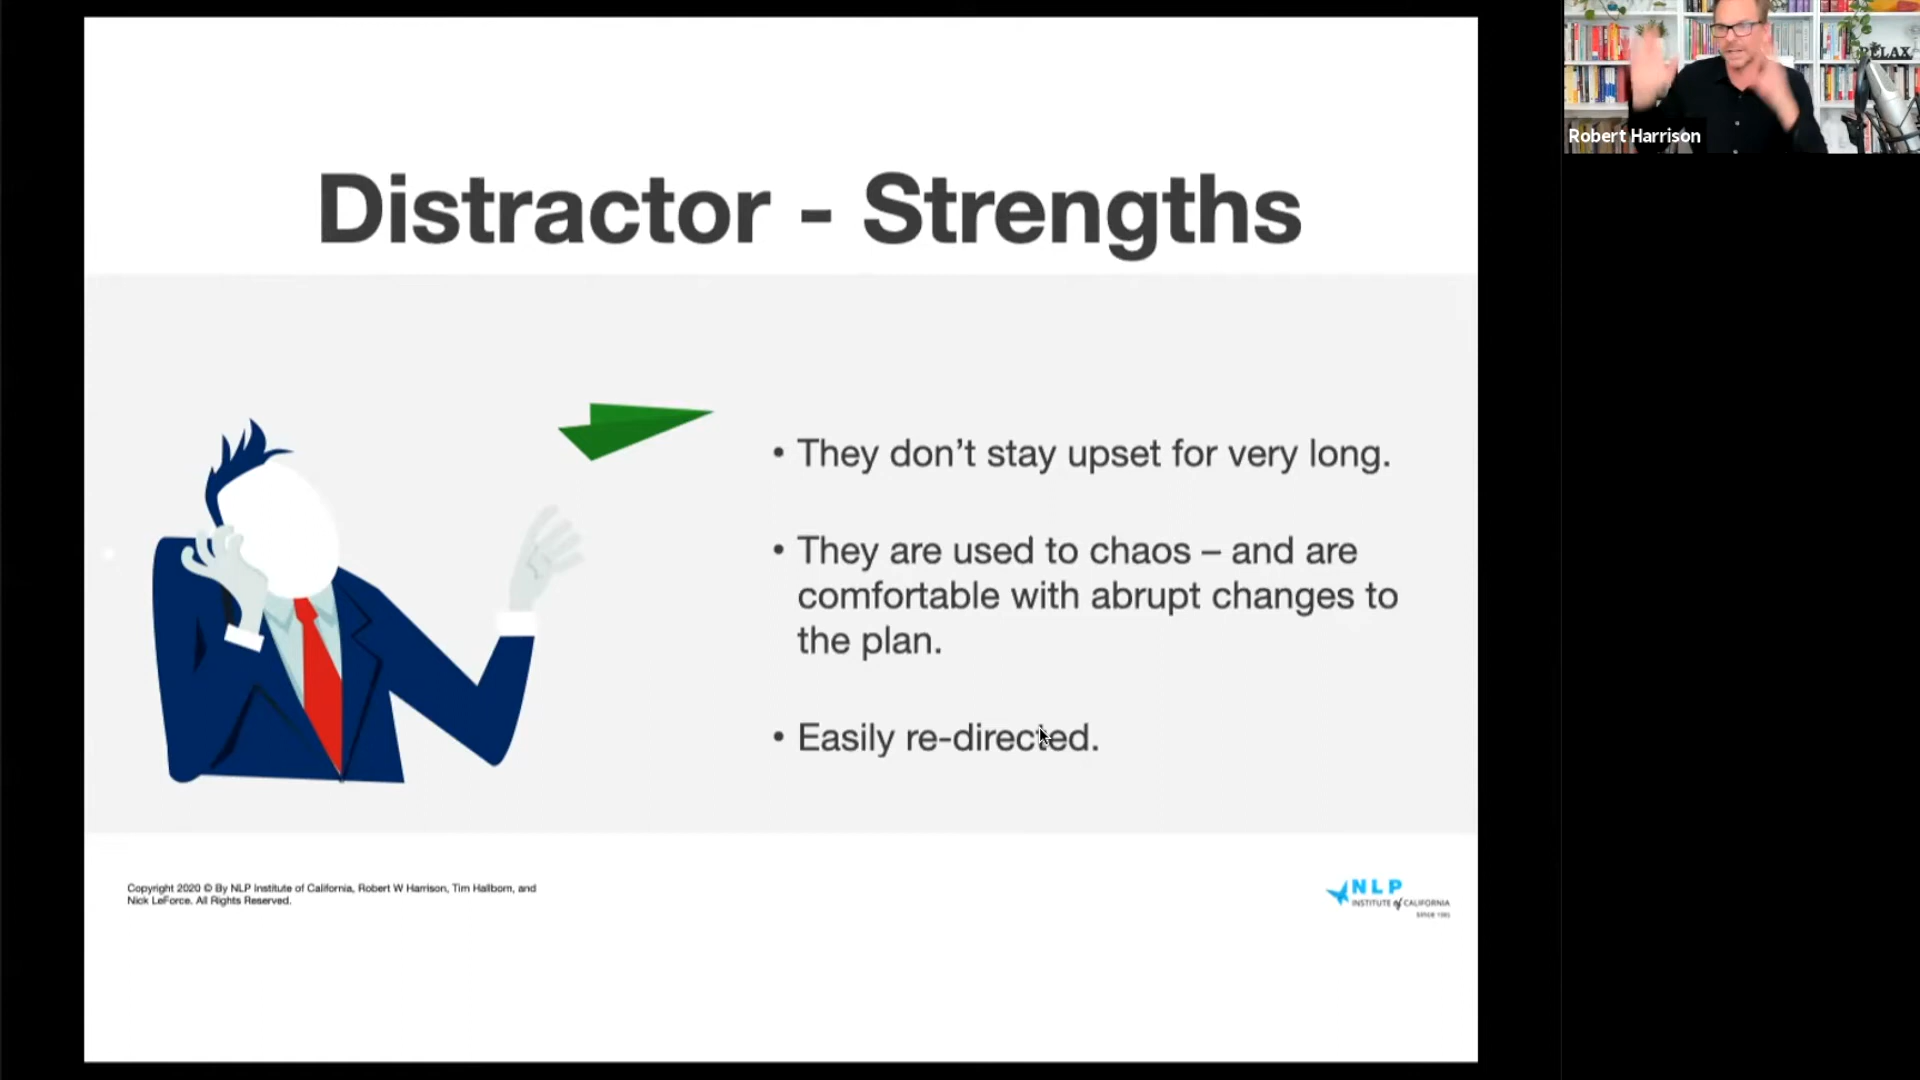 RELAX
Robert Harrison
Distractor - Strengths
• They don’t stay upset for very long.
• They are used to chaos – and are
comfortable with abrupt changes to
the plan.
• Easily re-directed.
Copyright 2020 © By NLP Institute of California, Robert W Harrison, Tim Hallbom, and
Nick LeForce. All Rights Reserved.
NLP
INSTITUTE of CALIFORNIA